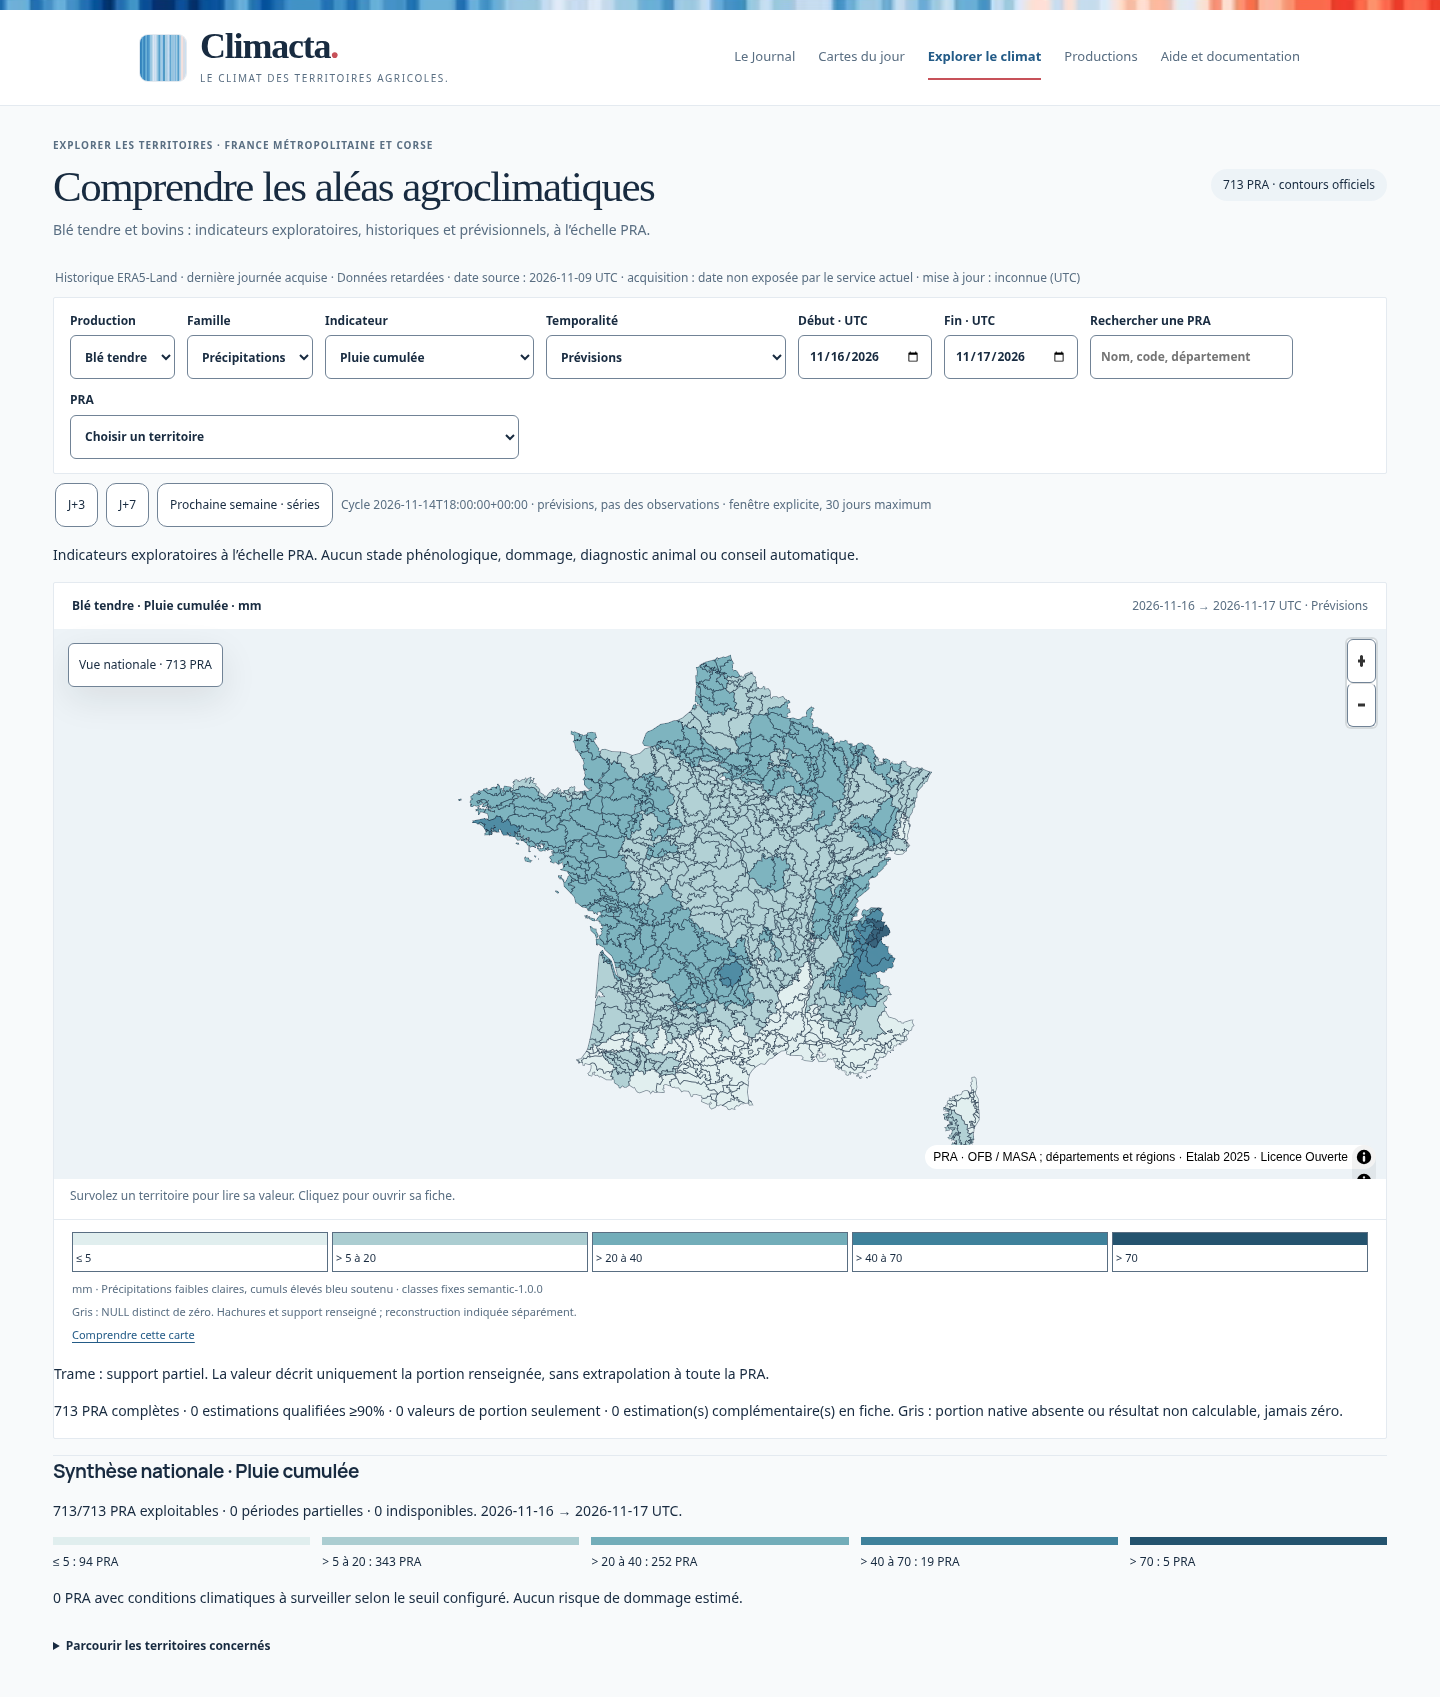 Climacta.
LE CLIMAT DES TERRITOIRES AGRICOLES.
Le Journal
Cartes du jour
Explorer le climat
Productions
Aide et documentation
EXPLORER LES TERRITOIRES · FRANCE MÉTROPOLITAINE ET CORSE
Comprendre les aléas agroclimatiques
713 PRA · contours officiels
Blé tendre et bovins : indicateurs exploratoires, historiques et prévisionnels, à l’échelle PRA.
Historique ERA5-Land · dernière journée acquise · Données retardées · date source : 2026-11-09 UTC · acquisition : date non exposée par le service actuel · mise à jour : inconnue (UTC)
Production
Famille
Indicateur
Temporalité
Début · UTC
Fin · UTC
Rechercher une PRA
Blé tendre
Précipitations
Pluie cumulée
Prévisions
11/16/2026
11/17/2026
Nom, code, département
PRA
Choisir un territoire
J+3
J+7
Prochaine semaine · séries
Cycle 2026-11-14T18:00:00+00:00 · prévisions, pas des observations · fenêtre explicite, 30 jours maximum
Indicateurs exploratoires à l’échelle PRA. Aucun stade phénologique, dommage, diagnostic animal ou conseil automatique.
Blé tendre · Pluie cumulée · mm
2026-11-16 → 2026-11-17 UTC · Prévisions
Vue nationale · 713 PRA
+
−
PRA · OFB / MASA ; départements et régions · Etalab 2025 · Licence Ouverte
Survolez un territoire pour lire sa valeur. Cliquez pour ouvrir sa fiche.
≤ 5
> 5 à 20
> 20 à 40
> 40 à 70
> 70
mm · Précipitations faibles claires, cumuls élevés bleu soutenu · classes fixes semantic-1.0.0
Gris : NULL distinct de zéro. Hachures et support renseigné ; reconstruction indiquée séparément.
Comprendre cette carte
Trame : support partiel. La valeur décrit uniquement la portion renseignée, sans extrapolation à toute la PRA.
713 PRA complètes · 0 estimations qualifiées ≥90% · 0 valeurs de portion seulement · 0 estimation(s) complémentaire(s) en fiche. Gris : portion native absente ou résultat non calculable, jamais zéro.
Synthèse nationale · Pluie cumulée
713/713 PRA exploitables · 0 périodes partielles · 0 indisponibles. 2026-11-16 → 2026-11-17 UTC.
≤ 5 : 94 PRA
> 5 à 20 : 343 PRA
> 20 à 40 : 252 PRA
> 40 à 70 : 19 PRA
> 70 : 5 PRA
0 PRA avec conditions climatiques à surveiller selon le seuil configuré. Aucun risque de dommage estimé.
Parcourir les territoires concernés